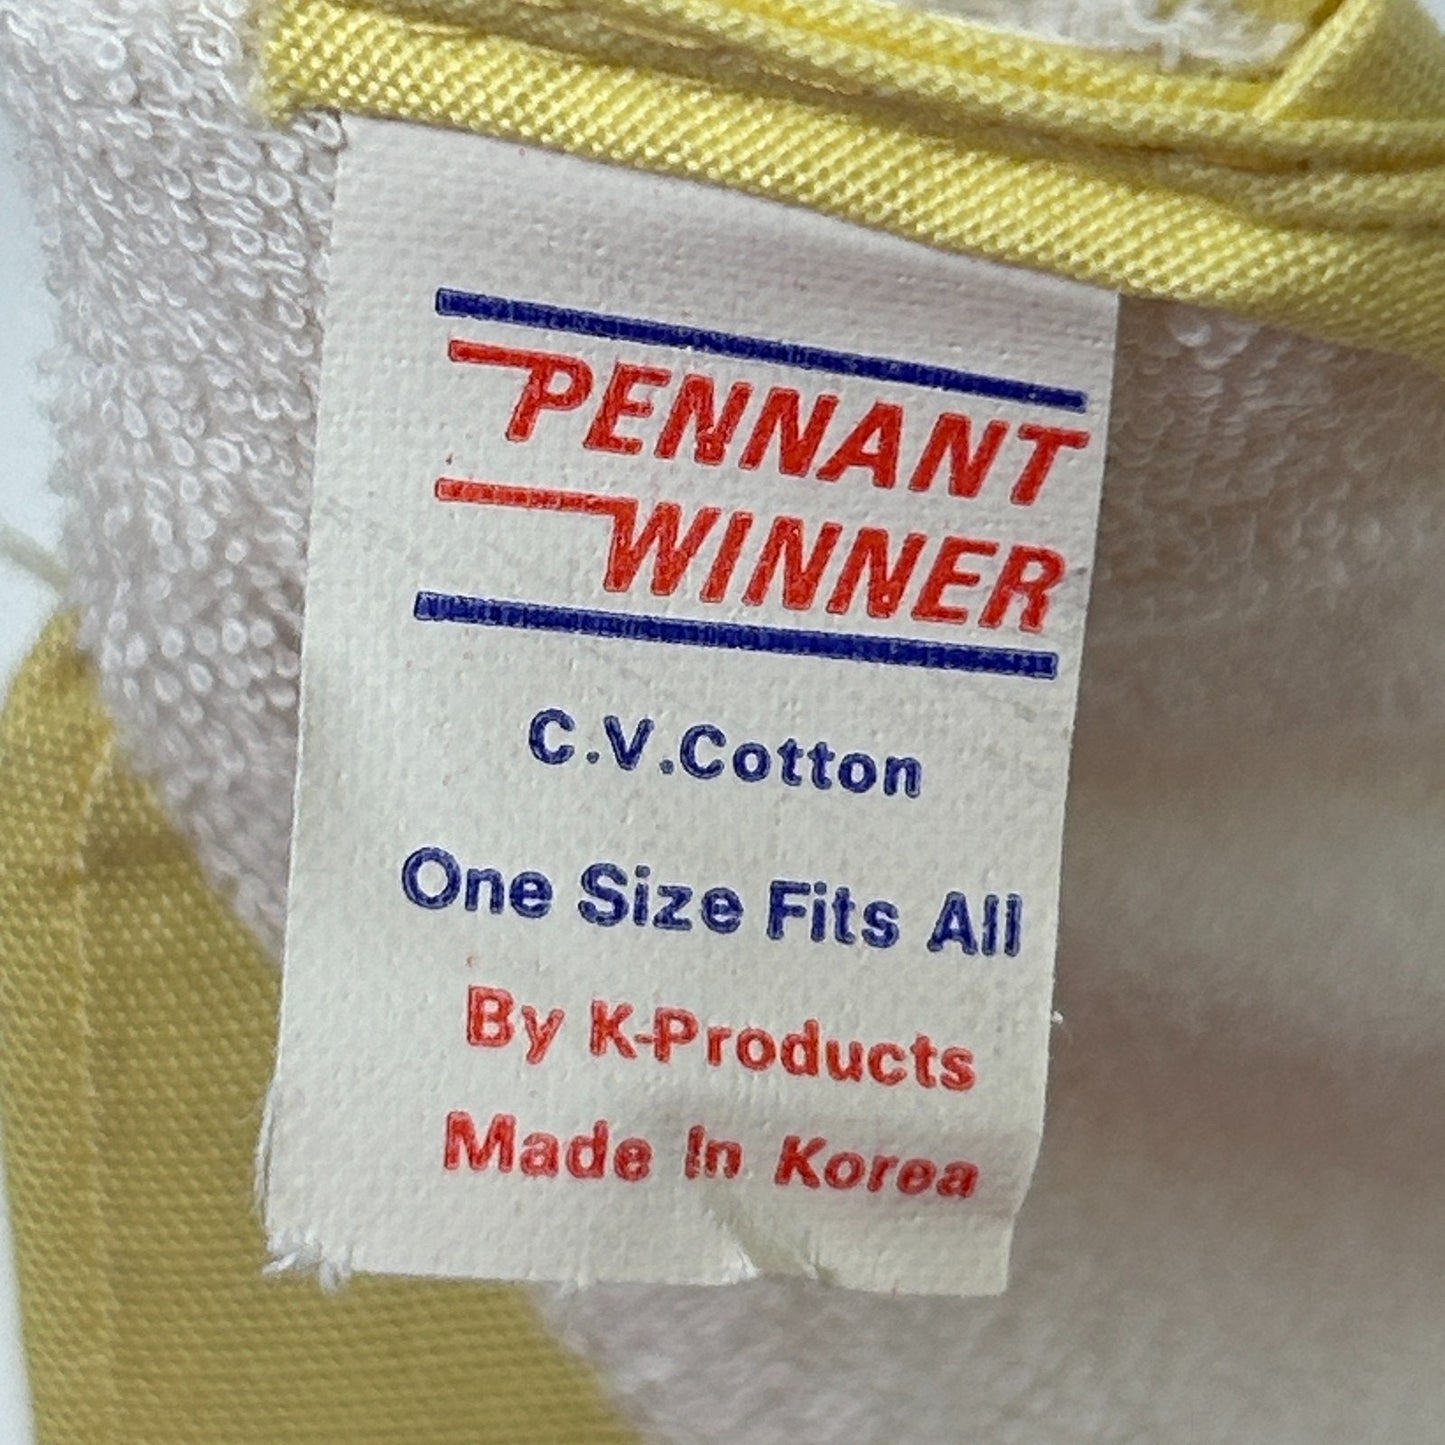 PENNANT
WINNER
C.V.Cotton
One Size Fits All
By K-Products
Made In Korea